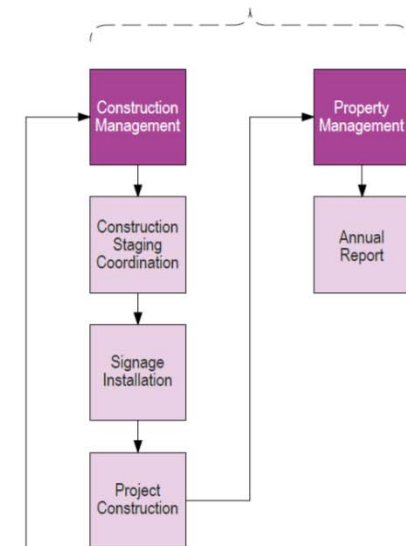 Construction
Management
Construction
Staging
Coordination
Signage
Installation
Project
Construction
Property
Management
Annual
Report